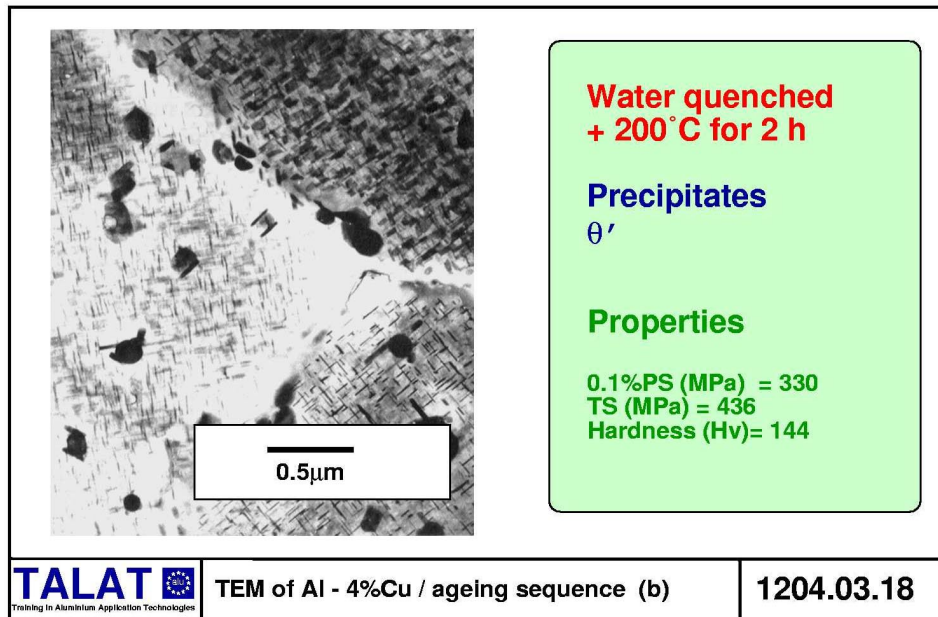 Water quenched
+ 200°C for 2 h
Precipitates
θ′
Properties
0.1%PS (MPa) = 330
TS (MPa) = 436
Hardness (Hv)= 144
0.5μm
TALAT
alu
Training in Aluminium Application Technologies
TEM of Al - 4%Cu / ageing sequence (b)
1204.03.18